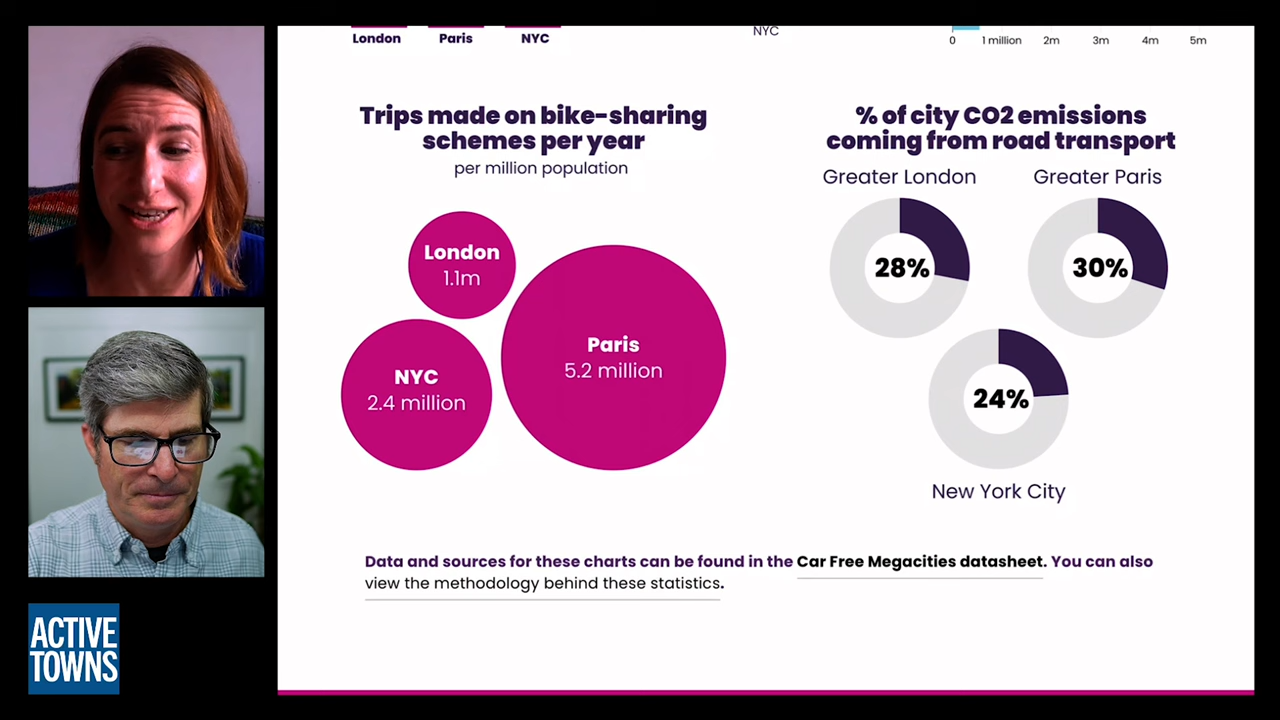 London Paris NYC
NYC
0 1 million 2m 3m 4m 5m
Trips made on bike-sharing
schemes per year
per million population
London
1.1m
NYC
2.4 million
Paris
5.2 million
% of city CO2 emissions
coming from road transport
Greater London
28%
Greater Paris
30%
24%
New York City
Data and sources for these charts can be found in the Car Free Megacities datasheet. You can also
view the methodology behind these statistics.
ACTIVE
TOWNS